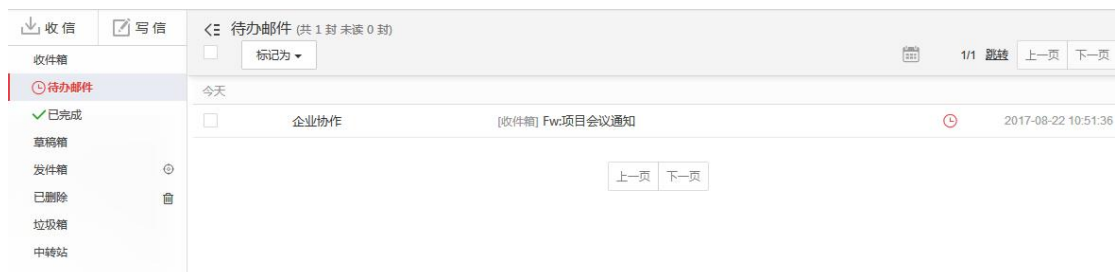 收信 写信
收件箱
待办邮件
已完成
草稿箱
发件箱
已删除
垃圾箱
中转站
待办邮件 (共 1 封 未读 0 封)
标记为
1/1 跳转 上一页 下一页
今天
企业协作 [收件箱] Fw:项目会议通知 2017-08-22 10:51:36
上一页 下一页